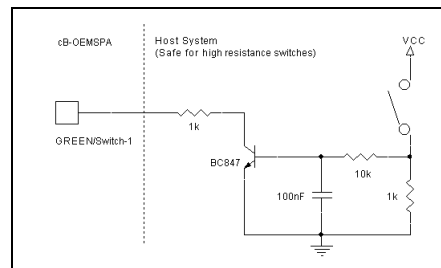 cB-OEMSPA
Host System
(Safe for high resistance switches)
VCC
1k
GREEN/Switch-1
BC847
10k
100nF
1k